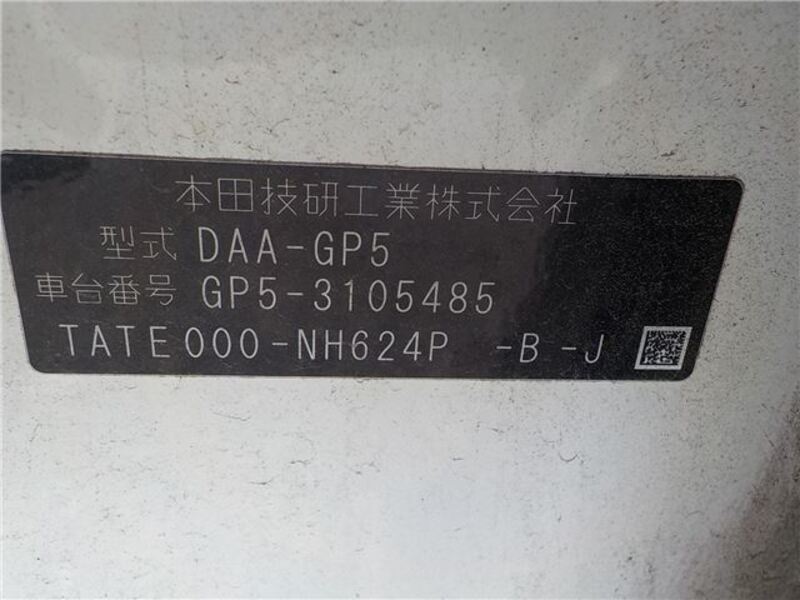 本田技研工業株式会社
型式 DAA-GP5
車台番号 GP5-3105485
TATE000-NH624P -B -J